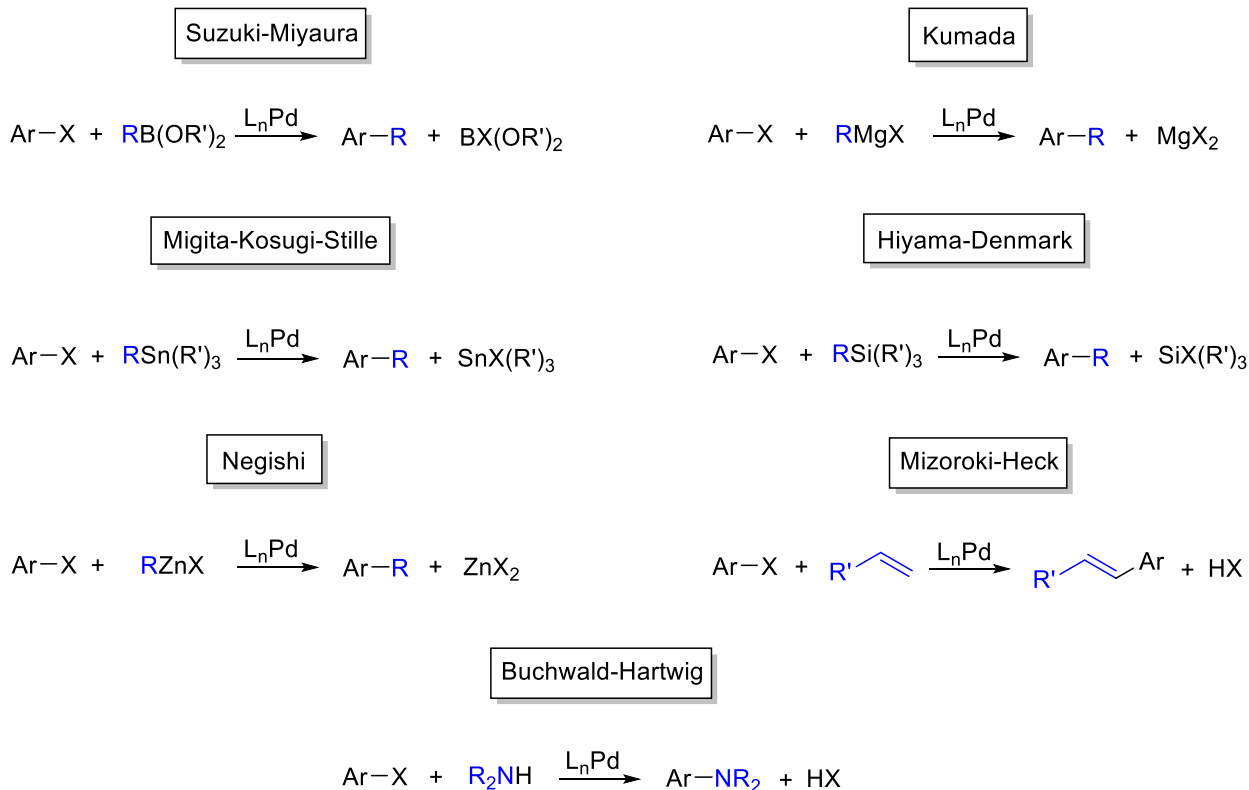 Suzuki-Miyaura
Kumada
LnPd
LnPd
Ar–X + RB(OR')2 Ar–R + BX(OR')2
Ar–X + RMgX Ar–R + MgX2
Migita-Kosugi-Stille
Hiyama-Denmark
LnPd
LnPd
Ar–X + RSn(R')3 Ar–R + SnX(R')3
Ar–X + RSi(R')3 Ar–R + SiX(R')3
Negishi
Mizoroki-Heck
LnPd
LnPd
Ar–X + RZnX Ar–R + ZnX2
Ar–X + R' R' Ar + HX
Buchwald-Hartwig
LnPd
Ar–X + R2NH Ar–NR2 + HX